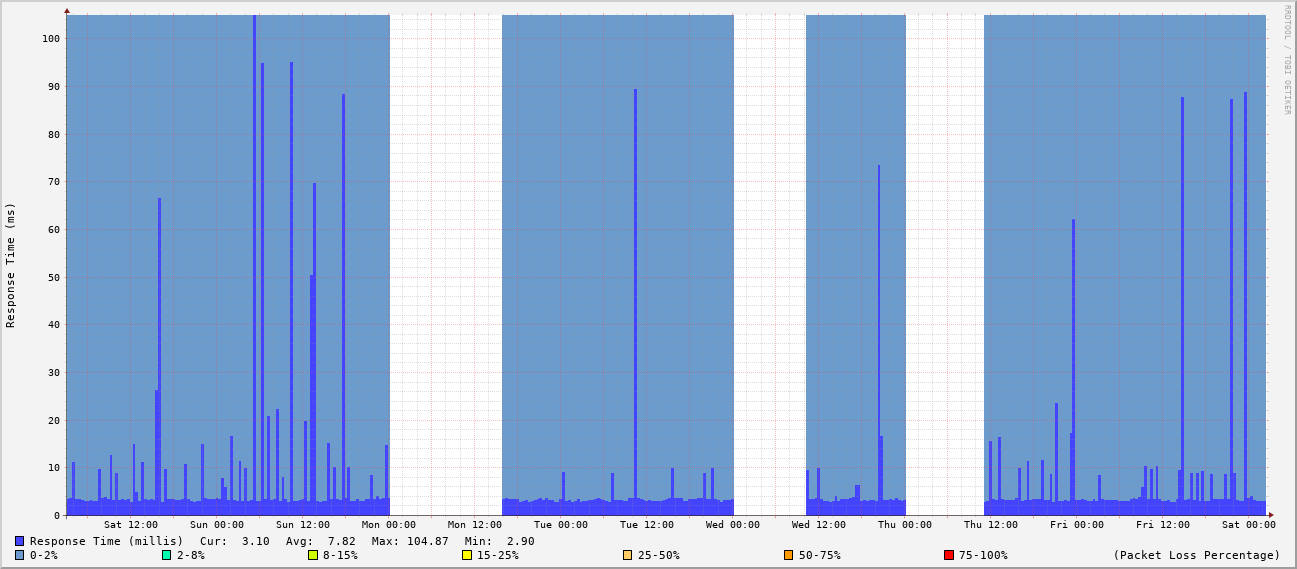 RRDTOOL / TOBI OETIKER
Response Time (ms)
100
90
80
70
60
50
40
30
20
10
0
Sat 12:00 Sun 00:00 Sun 12:00 Mon 00:00 Mon 12:00 Tue 00:00 Tue 12:00 Wed 00:00 Wed 12:00 Thu 00:00 Thu 12:00 Fri 00:00 Fri 12:00 Sat 00:00
Response Time (millis) Cur: 3.10 Avg: 7.82 Max: 104.87 Min: 2.90
0-2% 2-8% 8-15% 15-25% 25-50% 50-75% 75-100% (Packet Loss Percentage)